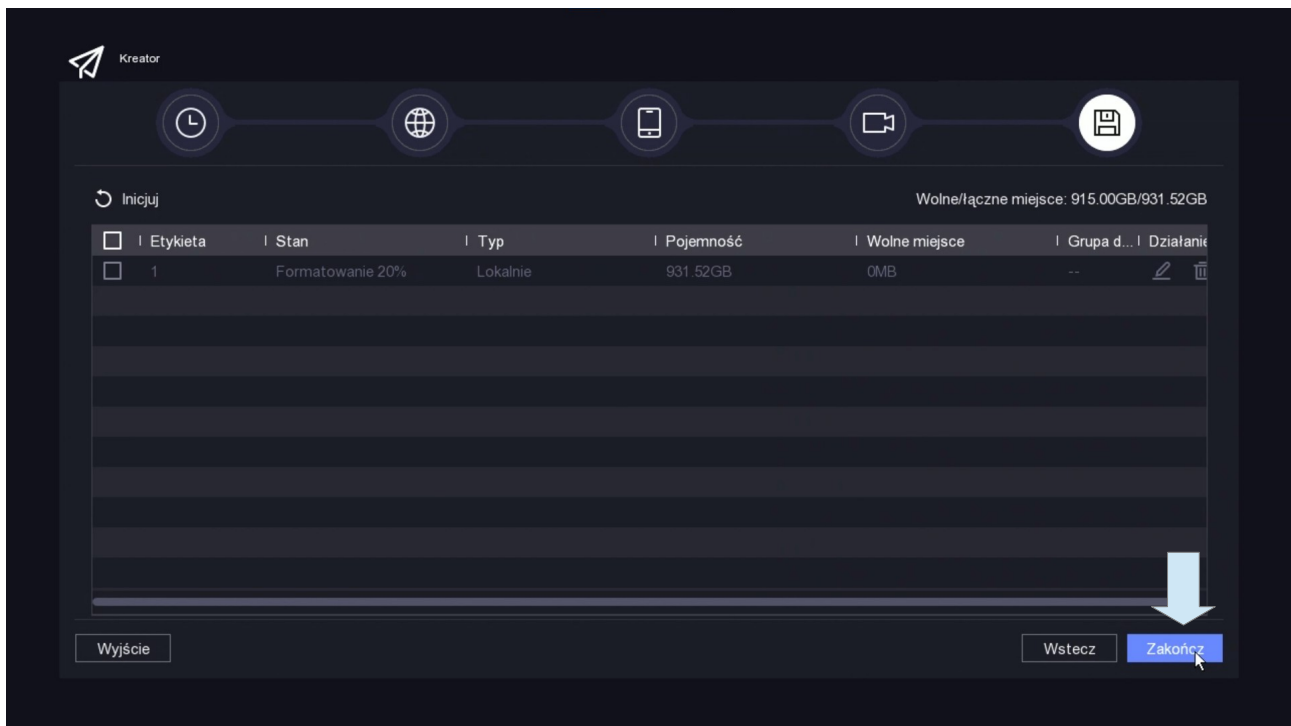 Kreator
Inicjuj
Wolne/łączne miejsce: 915.00GB/931.52GB
Etykieta Stan Typ Pojemność Wolne miejsce Grupa d... Działanie
1 Formatowanie 20% Lokalnie 931.52GB 0MB --
Wyjście Wstecz Zakończ